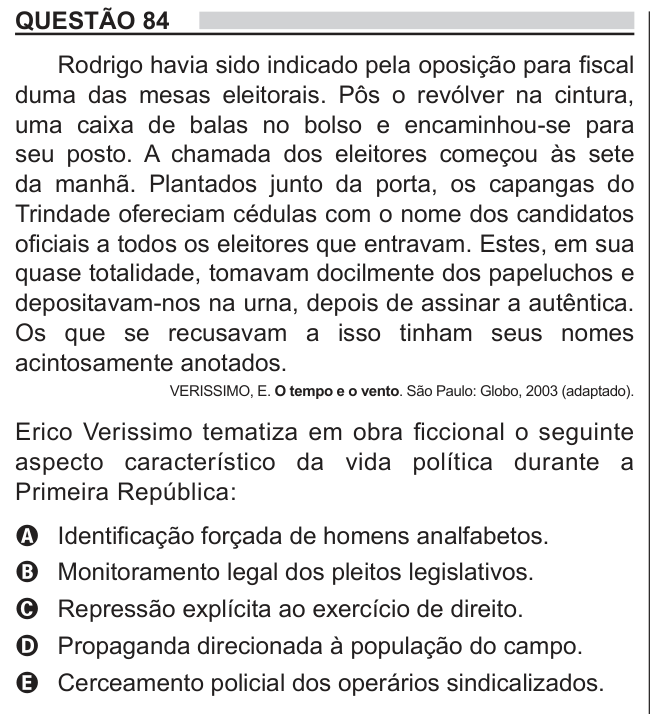 QUESTÃO 84
Rodrigo havia sido indicado pela oposição para fiscal
duma das mesas eleitorais. Pôs o revólver na cintura,
uma caixa de balas no bolso e encaminhou-se para
seu posto. A chamada dos eleitores começou às sete
da manhã. Plantados junto da porta, os capangas do
Trindade ofereciam cédulas com o nome dos candidatos
oficiais a todos os eleitores que entravam. Estes, em sua
quase totalidade, tomavam docilmente dos papeluchos e
depositavam-nos na urna, depois de assinar a autêntica.
Os que se recusavam a isso tinham seus nomes
acintosamente anotados.
VERISSIMO, E. O tempo e o vento. São Paulo: Globo, 2003 (adaptado).
Erico Verissimo tematiza em obra ficcional o seguinte
aspecto característico da vida política durante a
Primeira República:
A Identificação forçada de homens analfabetos.
B Monitoramento legal dos pleitos legislativos.
C Repressão explícita ao exercício de direito.
D Propaganda direcionada à população do campo.
E Cerceamento policial dos operários sindicalizados.